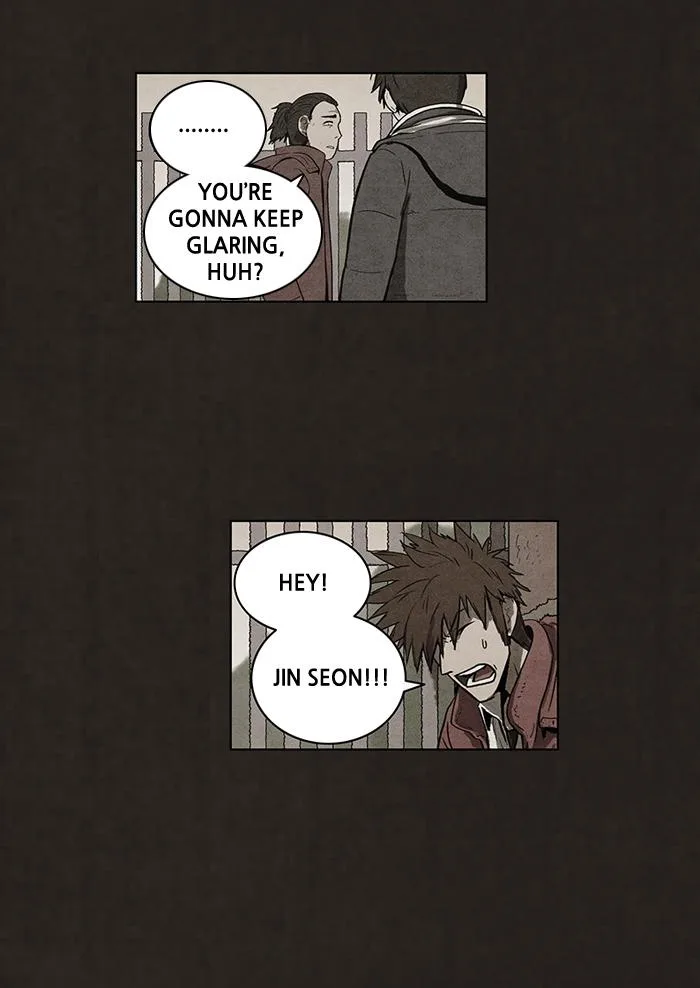 ........
YOU'RE
GONNA KEEP
GLARING,
HUH?
HEY!
JIN SEON!!!